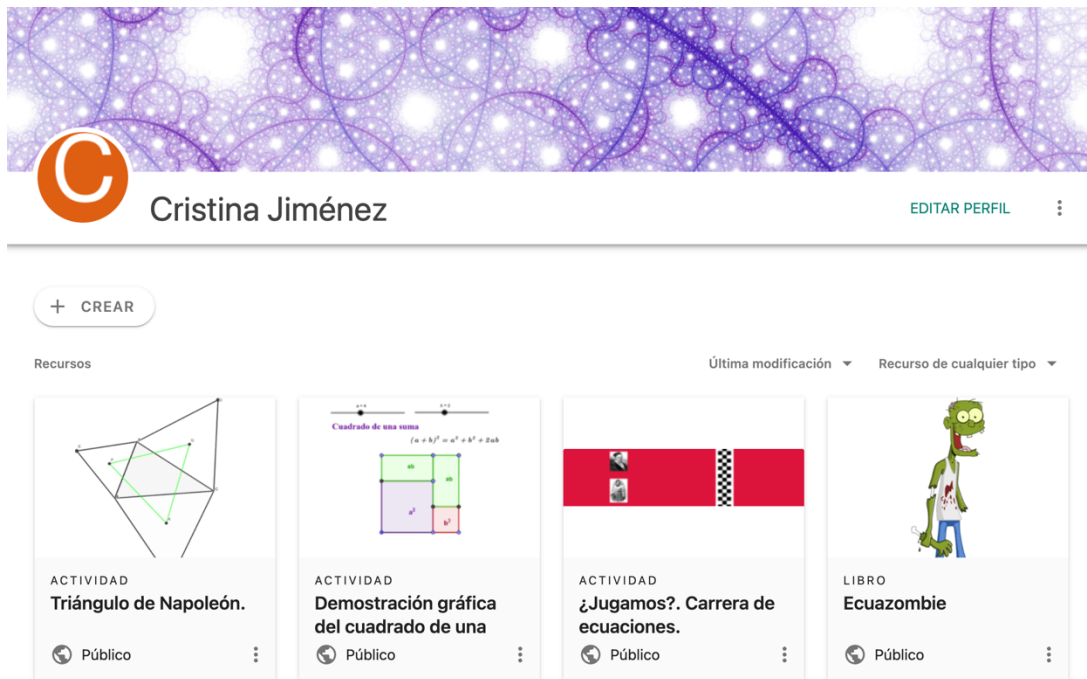 C
Cristina Jiménez
EDITAR PERFIL
+ CREAR
Recursos
Última modificación
Recurso de cualquier tipo
Cuadrado de una suma
(a + b)² = a² + b² + 2ab
ab
ab
a²
b²
ACTIVIDAD
Triángulo de Napoleón.
Público
ACTIVIDAD
Demostración gráfica
del cuadrado de una
Público
ACTIVIDAD
¿Jugamos?. Carrera de
ecuaciones.
Público
LIBRO
Ecuazombie
Público